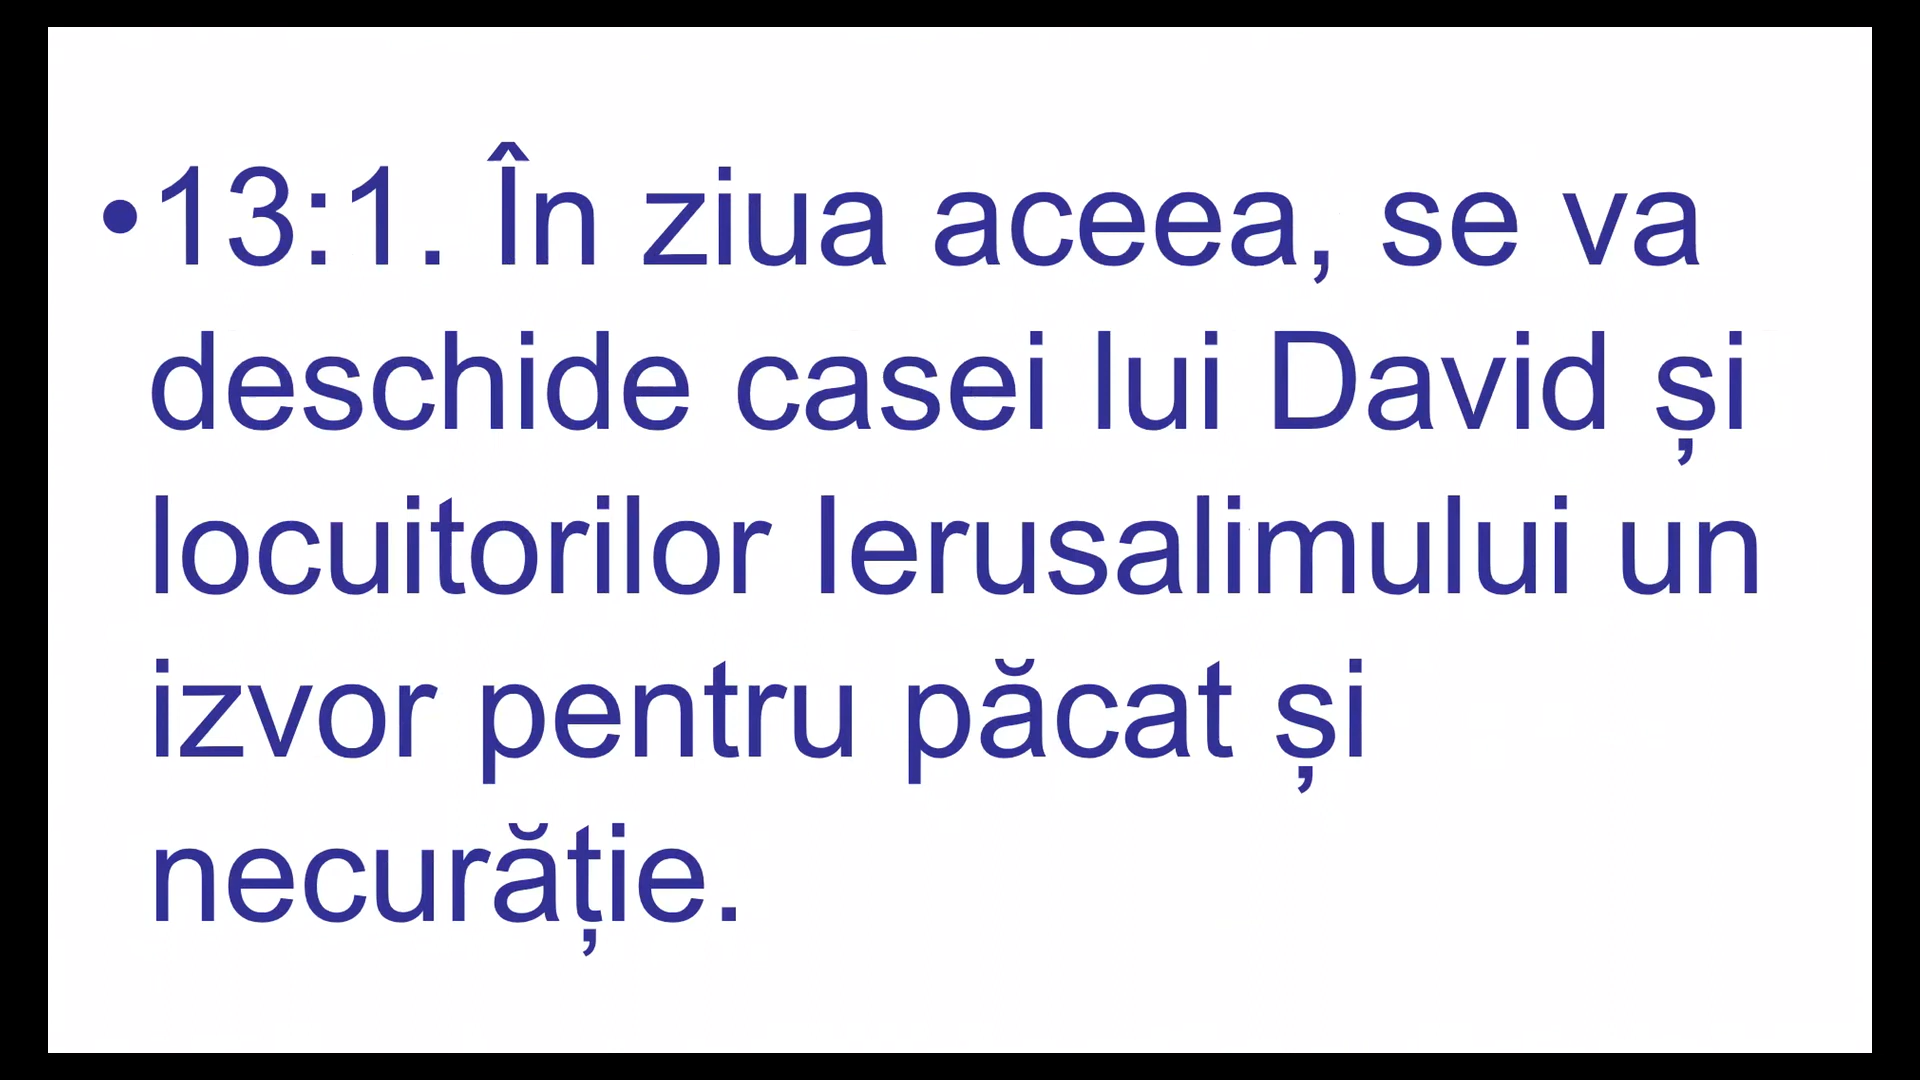 •13:1. În ziua aceea, se va
deschide casei lui David și
locuitorilor Ierusalimului un
izvor pentru păcat și
necurăție.